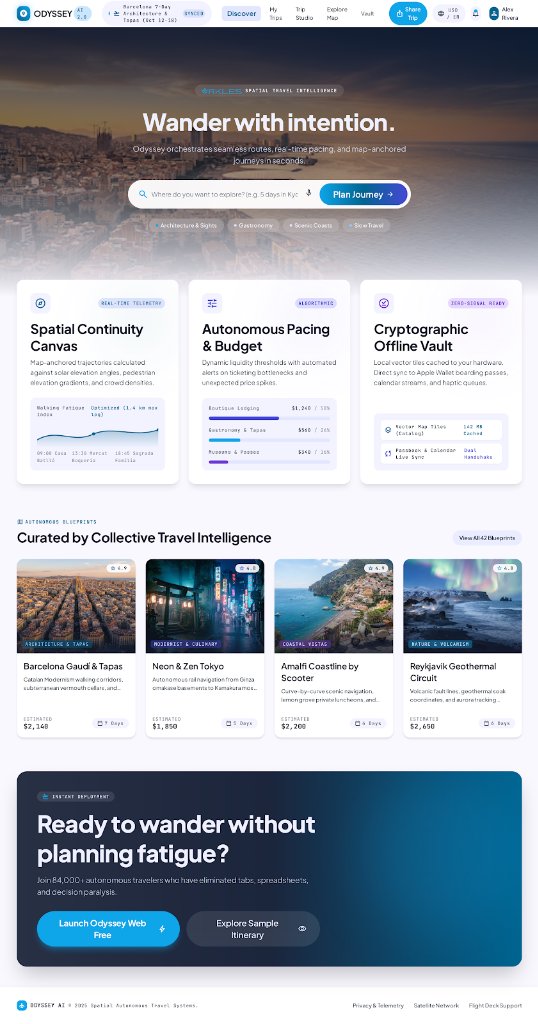 ODYSSEY
AI 2.0
Barcelona 7-Day Architecture & Tapas (Oct 12-18)
SYNCED
Discover
My Trips
Trip Studio
Explore Map
Vault
Share Trip
USD / EN
Alex Rivera
SPATIAL TRAVEL INTELLIGENCE
Wander with intention.
Odyssey orchestrates seamless routes, real-time pacing, and map-anchored
journeys in seconds.
Where do you want to explore? (e.g. 5 days in Kyo
Plan Journey
Architecture & Sights
Gastronomy
Scenic Coasts
Slow Travel
REAL-TIME TELEMETRY
Spatial Continuity
Canvas
Map-anchored trajectories calculated
against solar elevation angles, pedestrian
elevation gradients, and crowd densities.
Walking Fatigue Index
Optimized (1.4 km max leg)
09:00 Casa Batlló
13:30 Mercat Boqueria
18:45 Sagrada Família
ALGORITHMIC
Autonomous Pacing
& Budget
Dynamic liquidity thresholds with automated
alerts on ticketing bottlenecks and
unexpected price spikes.
Boutique Lodging
Gastronomy & Tapas
Museums & Passes
ZERO-SIGNAL READY
Cryptographic
Offline Vault
Local vector tiles cached to your hardware.
Direct sync to Apple Wallet boarding passes,
calendar streams, and haptic queues.
Vector Map Tiles (Catalog)
142 MB Cached
Passbook & Calendar Live Sync
Dual Handshake
AUTONOMOUS BLUEPRINTS
Curated by Collective Travel Intelligence
View All 42 Blueprints
4.9
ARCHITECTURE & TAPAS
Barcelona Gaudí & Tapas
Catalan Modernism walking corridors,
subterranean vermouth cellars, and...
ESTIMATED
$2,140
7 Days
4.8
MODERNIST & CULINARY
Neon & Zen Tokyo
Autonomous rail navigation from Ginza
omakase basements to Kamakura mos...
ESTIMATED
$1,850
5 Days
4.9
COASTAL VISTAS
Amalfi Coastline by
Scooter
Curve-by-curve scenic navigation,
lemon grove private luncheons, and...
ESTIMATED
$2,200
6 Days
4.8
NATURE & VOLCANISM
Reykjavik Geothermal
Circuit
Volcanic fault lines, geothermal soak
coordinates, and aurora tracking ...
ESTIMATED
$2,650
6 Days
INSTANT DEPLOYMENT
Ready to wander without
planning fatigue?
Join 84,000+ autonomous travelers who have eliminated tabs, spreadsheets,
and decision paralysis.
Launch Odyssey Web
Free
Explore Sample
Itinerary
ODYSSEY AI © 2025 Spatial Autonomous Travel Systems.
Privacy & Telemetry
Satellite Network
Flight Deck Support